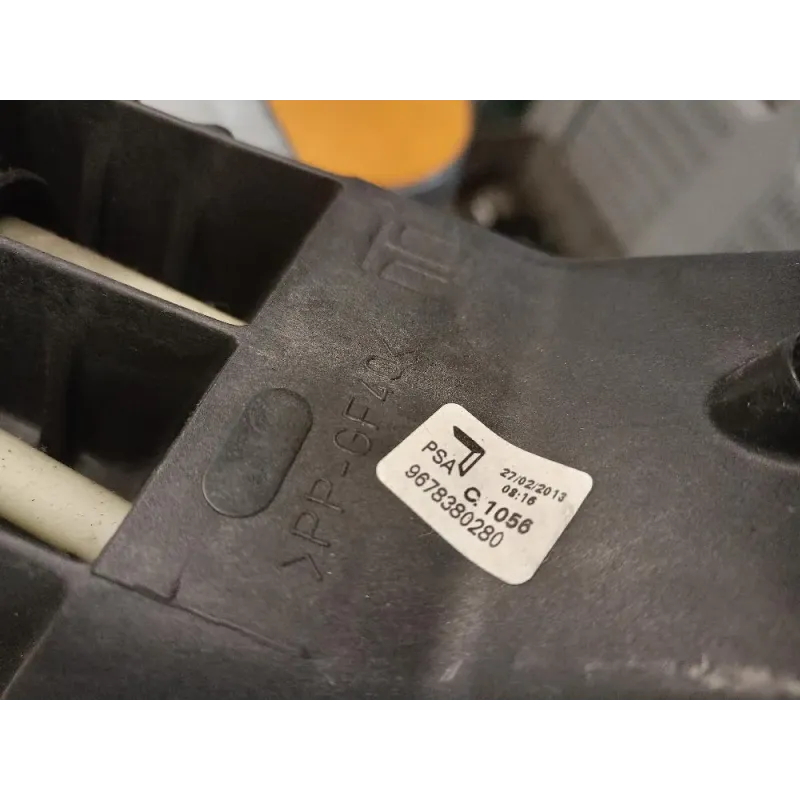 >PP-GF40<
PSA
27/02/2013
08:16
C. 1056
9678380280